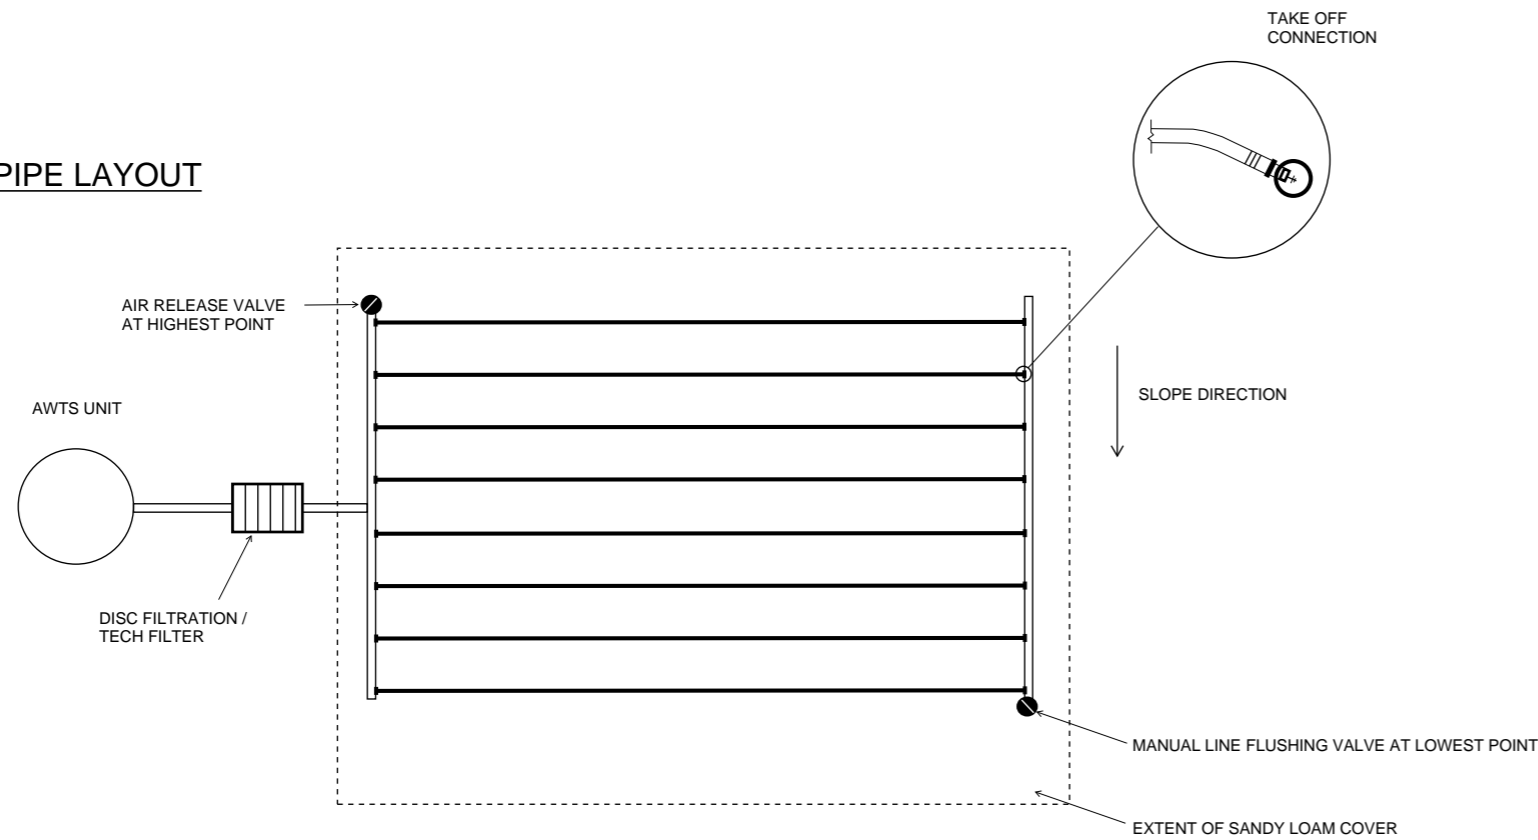 TAKE OFF
CONNECTION
PIPE LAYOUT
AIR RELEASE VALVE
AT HIGHEST POINT
SLOPE DIRECTION
AWTS UNIT
DISC FILTRATION /
TECH FILTER
MANUAL LINE FLUSHING VALVE AT LOWEST POINT
EXTENT OF SANDY LOAM COVER